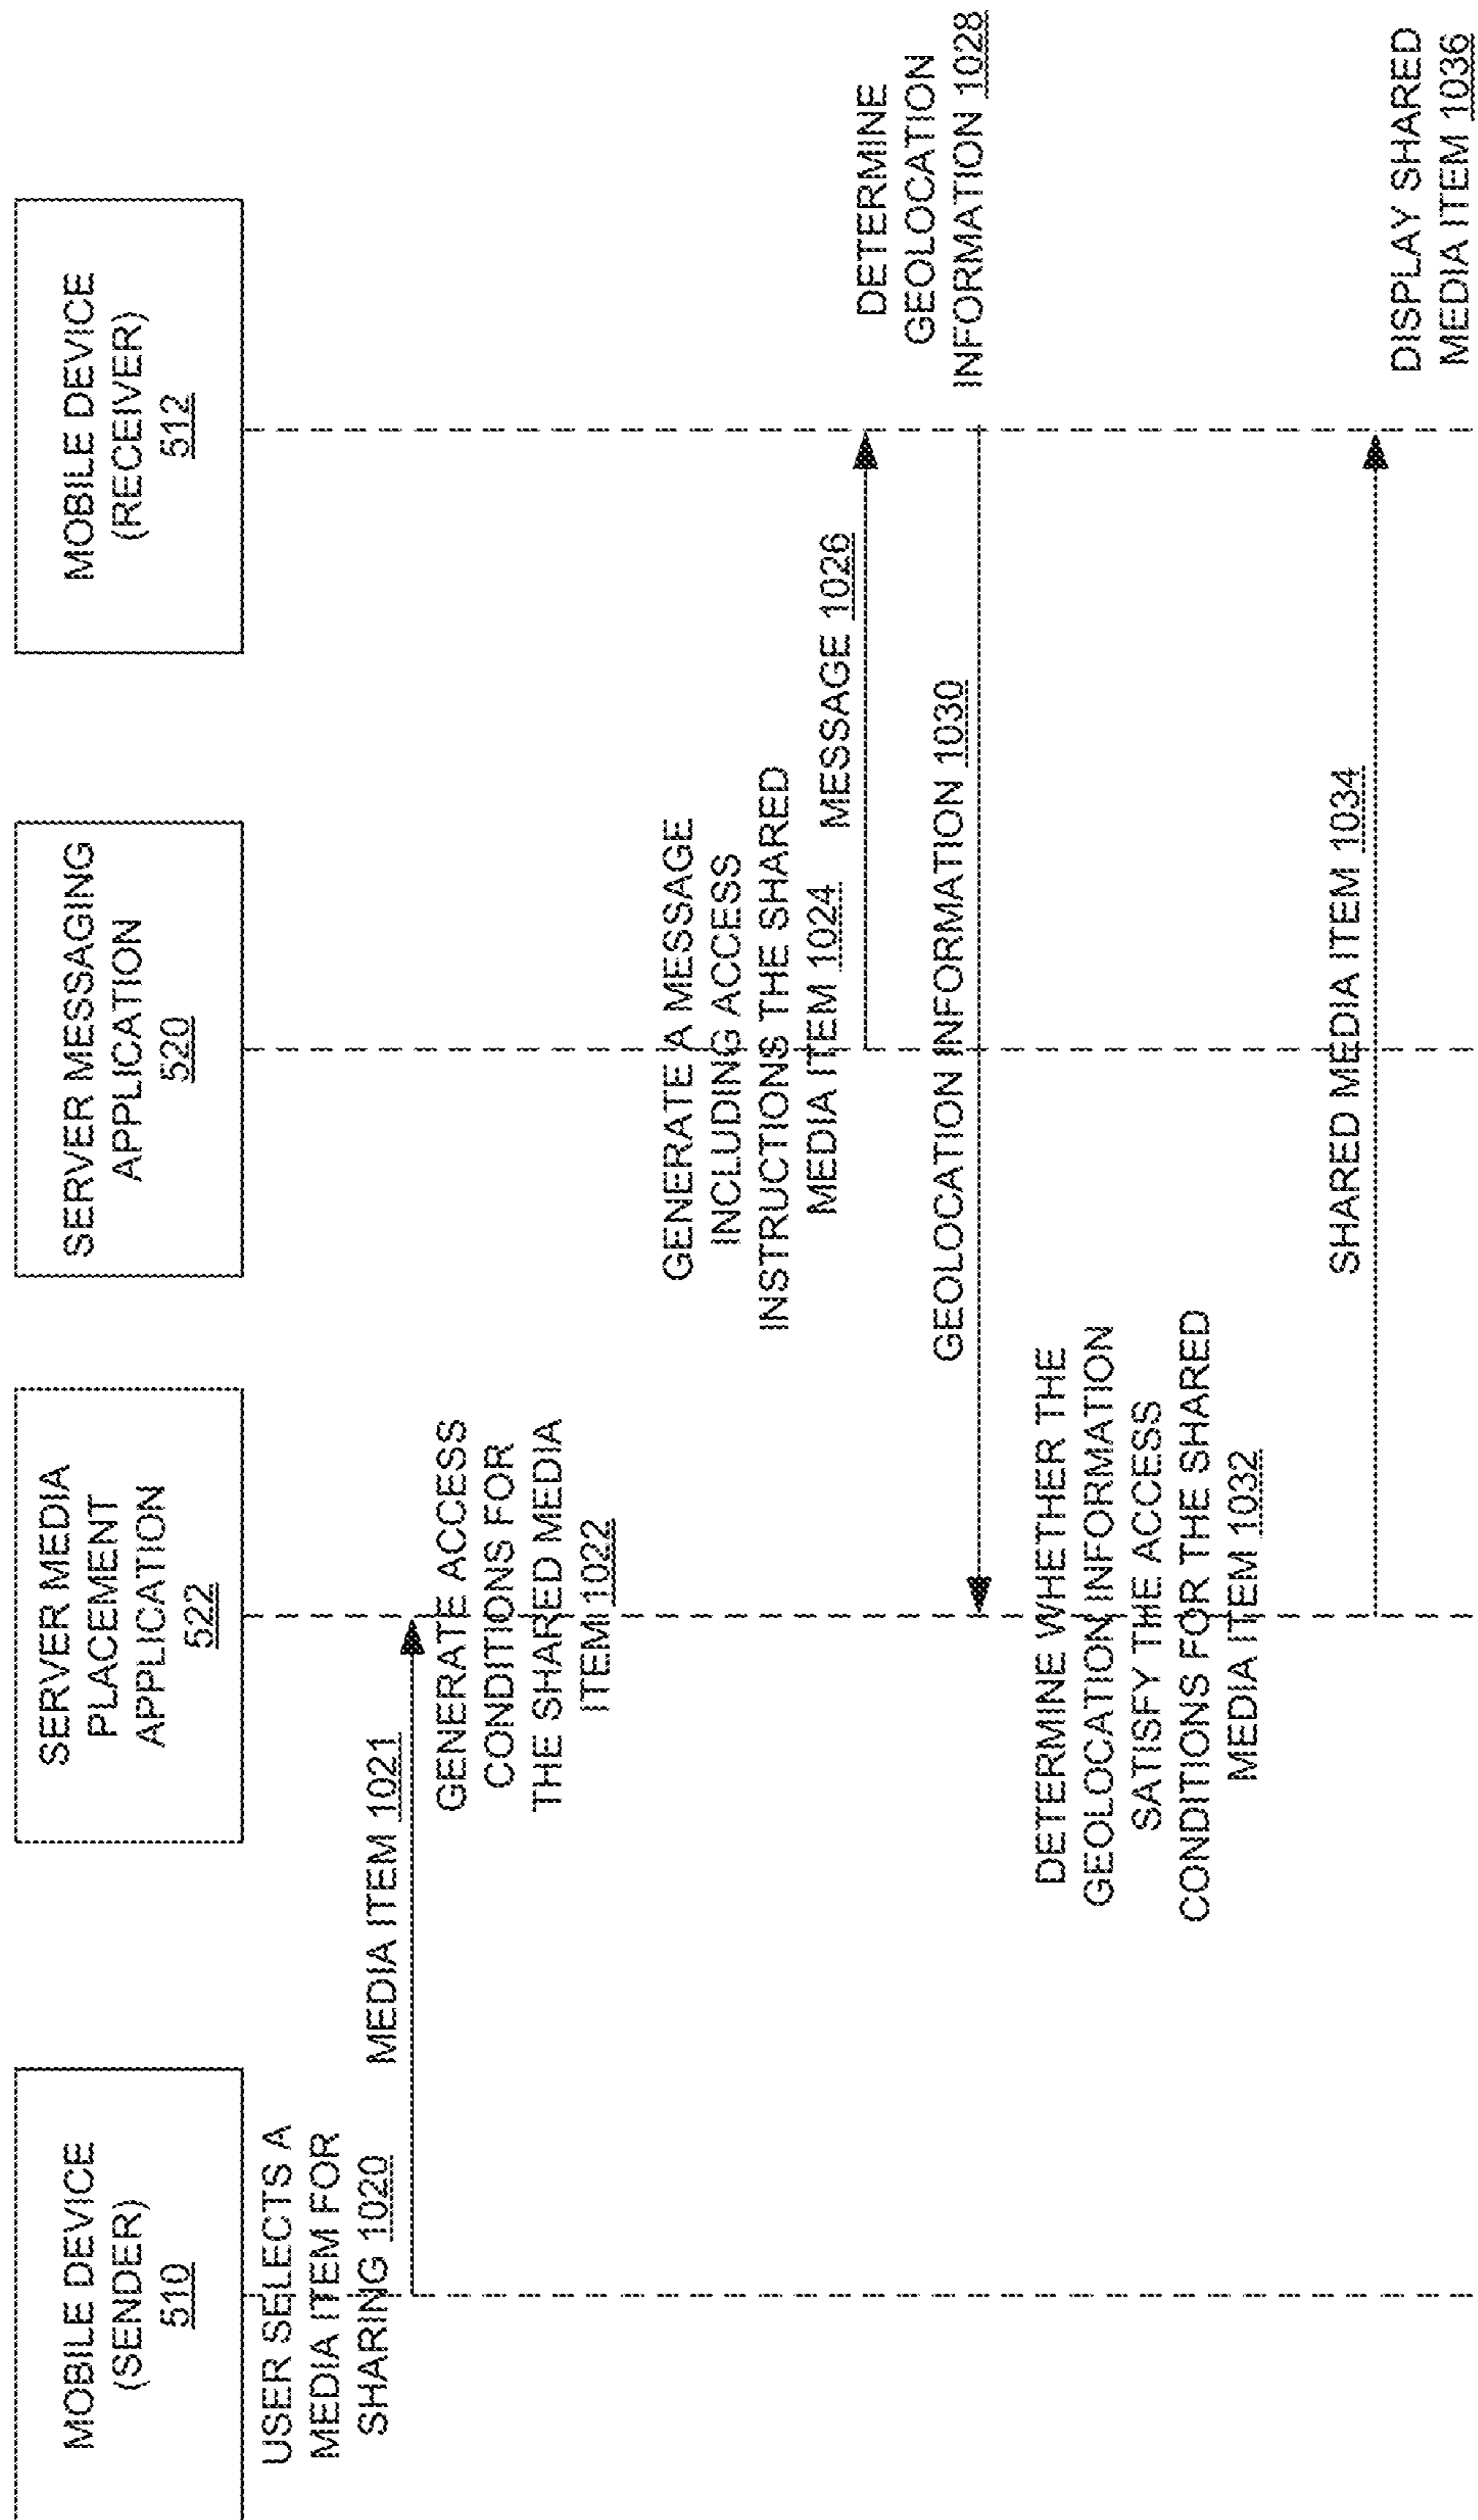 MOBILE DEVICE
(SENDER)
510
SERVER MEDIA
PLACEMENT
APPLICATION
522
SERVER MESSAGING
APPLICATION
520
MOBILE DEVICE
(RECEIVER)
512
USER SELECTS A
MEDIA ITEM FOR
SHARING 1020
MEDIA ITEM 1021
GENERATE ACCESS
CONDITIONS FOR
THE SHARED MEDIA
ITEM 1022
GENERATE A MESSAGE
INCLUDING ACCESS
INSTRUCTIONS THE SHARED
MEDIA ITEM 1024
MESSAGE 1026
DETERMINE
GEOLOCATION
INFORMATION 1028
GEOLOCATION INFORMATION 1030
DETERMINE WHETHER THE
GEOLOCATION INFORMATION
SATISFY THE ACCESS
CONDITIONS FOR THE SHARED
MEDIA ITEM 1032
SHARED MEDIA ITEM 1034
DISPLAY SHARED
MEDIA ITEM 1036